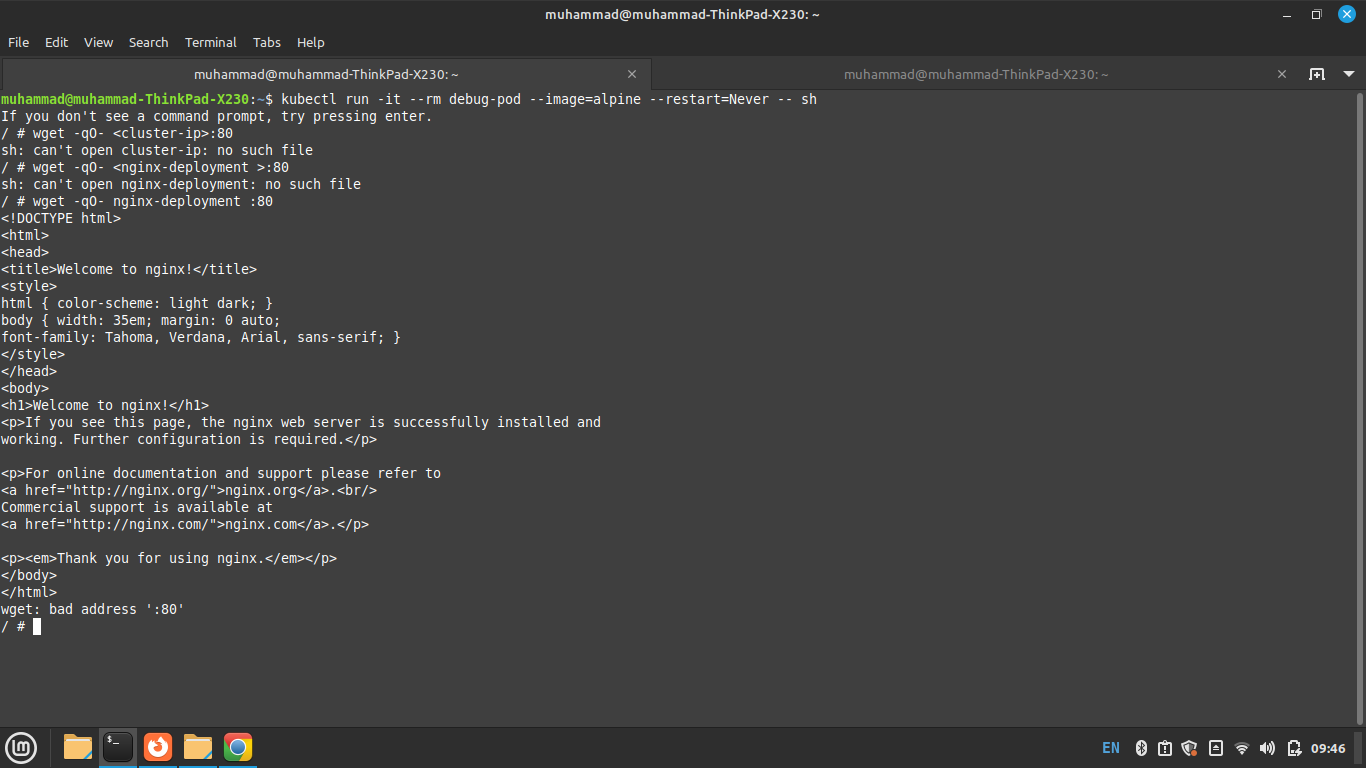 muhammad@muhammad-ThinkPad-X230: ~
File Edit View Search Terminal Tabs Help
muhammad@muhammad-ThinkPad-X230: ~ × muhammad@muhammad-ThinkPad-X230: ~ ×
muhammad@muhammad-ThinkPad-X230:~$ kubectl run -it --rm debug-pod --image=alpine --restart=Never -- sh
If you don't see a command prompt, try pressing enter.
/ # wget -qO- <cluster-ip>:80
sh: can't open cluster-ip: no such file
/ # wget -qO- <nginx-deployment >:80
sh: can't open nginx-deployment: no such file
/ # wget -qO- nginx-deployment :80
<!DOCTYPE html>
<html>
<head>
<title>Welcome to nginx!</title>
<style>
html { color-scheme: light dark; }
body { width: 35em; margin: 0 auto;
font-family: Tahoma, Verdana, Arial, sans-serif; }
</style>
</head>
<body>
<h1>Welcome to nginx!</h1>
<p>If you see this page, the nginx web server is successfully installed and
working. Further configuration is required.</p>

<p>For online documentation and support please refer to
<a href="http://nginx.org/">nginx.org</a>.<br/>
Commercial support is available at
<a href="http://nginx.com/">nginx.com</a>.</p>

<p><em>Thank you for using nginx.</em></p>
</body>
</html>
wget: bad address ':80'
/ #
EN 09:46